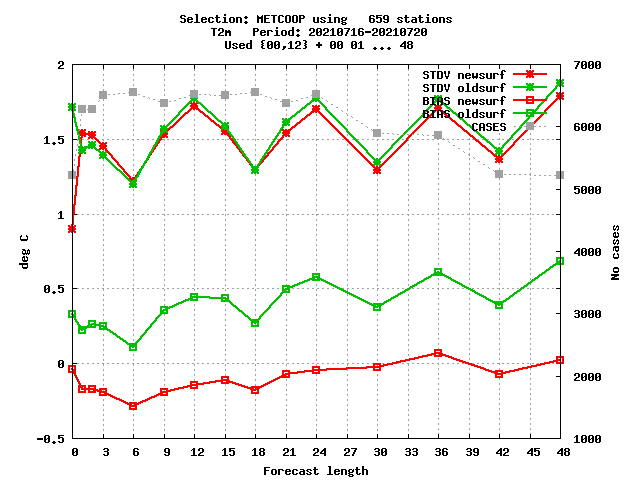 Selection: METCOOP using   659 stations
T2m   Period: 20210716-20210720
Used {00,12} + 00 01 ... 48
2
1.5
1
0.5
0
-0.5
deg C
7000
6000
5000
4000
3000
2000
1000
No cases
STDV newsurf
STDV oldsurf
BIAS newsurf
BIAS oldsurf
CASES
0 3 6 9 12 15 18 21 24 27 30 33 36 39 42 45 48
Forecast length